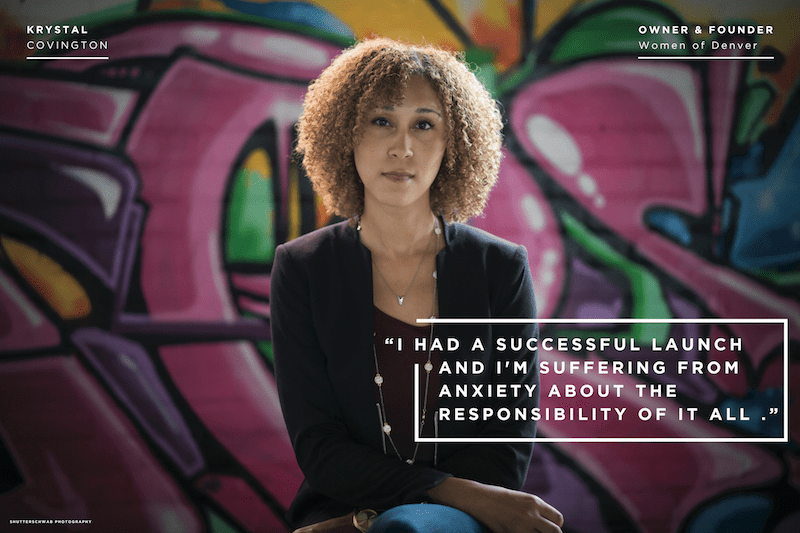 KRYSTAL
COVINGTON
OWNER & FOUNDER
Women of Denver
“I HAD A SUCCESSFUL LAUNCH
AND I'M SUFFERING FROM
ANXIETY ABOUT THE
RESPONSIBILITY OF IT ALL .”
SHUTTERSCHWAB PHOTOGRAPHY